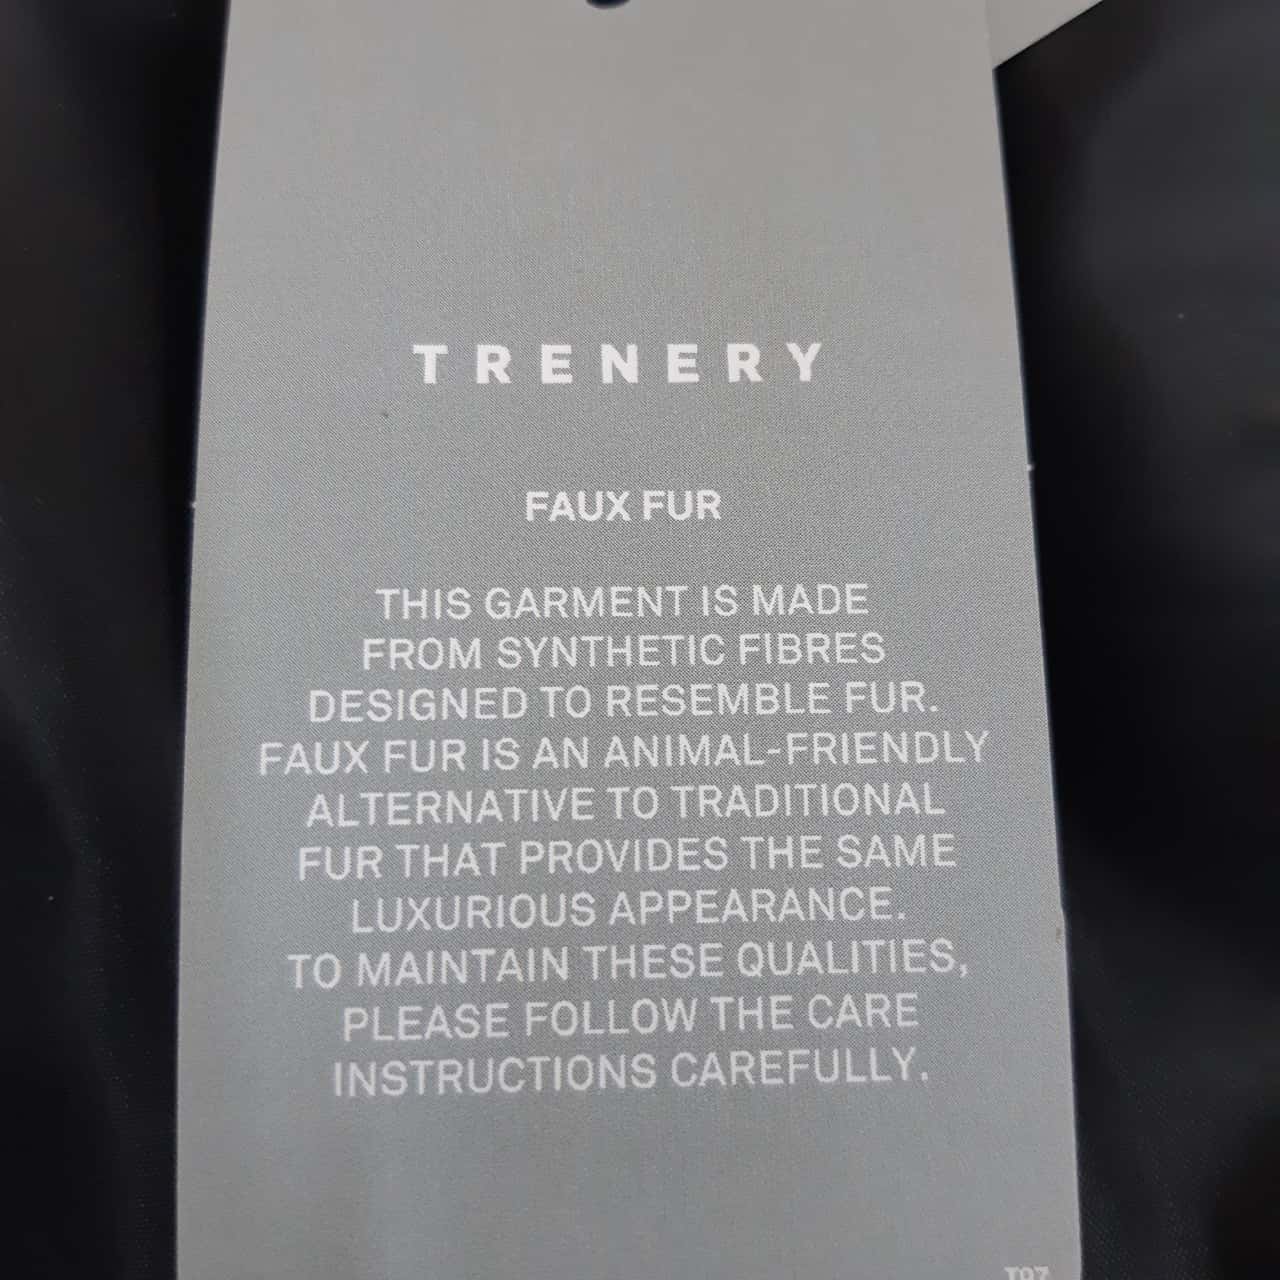 TRENERY
FAUX FUR
THIS GARMENT IS MADE
FROM SYNTHETIC FIBRES
DESIGNED TO RESEMBLE FUR.
FAUX FUR IS AN ANIMAL-FRIENDLY
ALTERNATIVE TO TRADITIONAL
FUR THAT PROVIDES THE SAME
LUXURIOUS APPEARANCE.
TO MAINTAIN THESE QUALITIES,
PLEASE FOLLOW THE CARE
INSTRUCTIONS CAREFULLY.